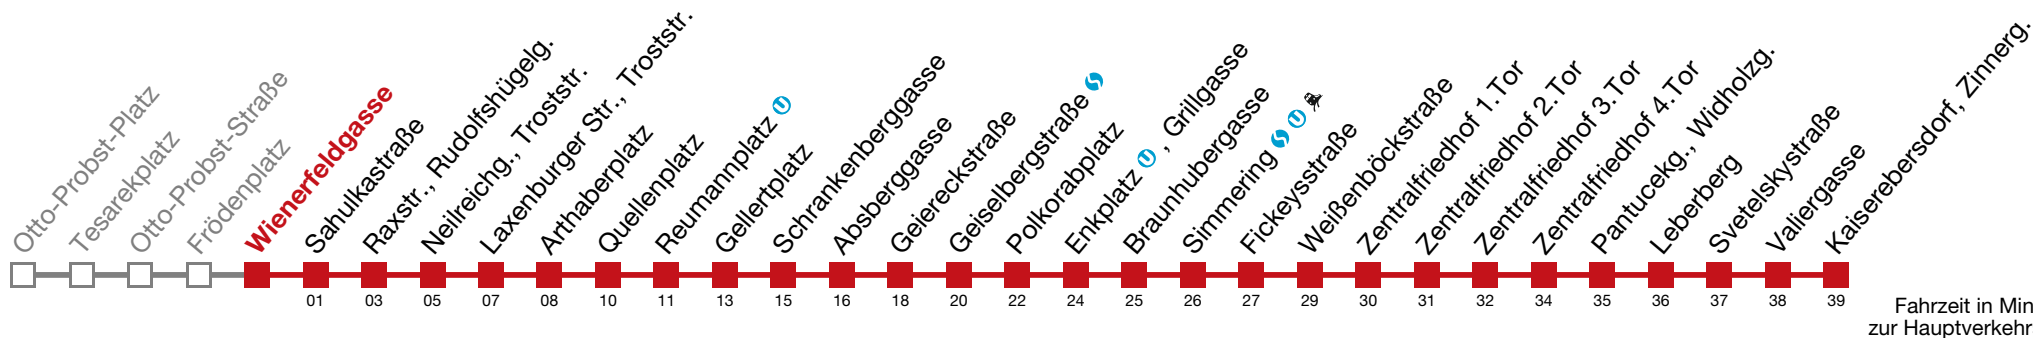 Otto-Probst-Platz
Tesarekplatz
Otto-Probst-Straße
Frödenplatz
Wienerfeldgasse
Sahulkastraße
Raxstr., Rudolfshügelg.
Neilreichg., Troststr.
Laxenburger Str., Troststr.
Arthaberplatz
Quellenplatz
Reumannplatz U
Gellertplatz
Schrankenberggasse
Absberggasse
Geiereckstraße
Geiselbergstraße S
Polkorabplatz
Enkplatz U , Grillgasse
Braunhubergasse
Simmering S U
Fickeysstraße
Weißenböckstraße
Zentralfriedhof 1.Tor
Zentralfriedhof 2.Tor
Zentralfriedhof 3.Tor
Zentralfriedhof 4.Tor
Pantucekg., Widholzg.
Leberberg
Svetelskystraße
Valiergasse
Kaiserebersdorf, Zinnerg.
01 03 05 07 08 10 11 13 15 16 18 20 22 24 25 26 27 29 30 31 32 34 35 36 37 38 39
Fahrzeit in Min
zur Hauptverkehr